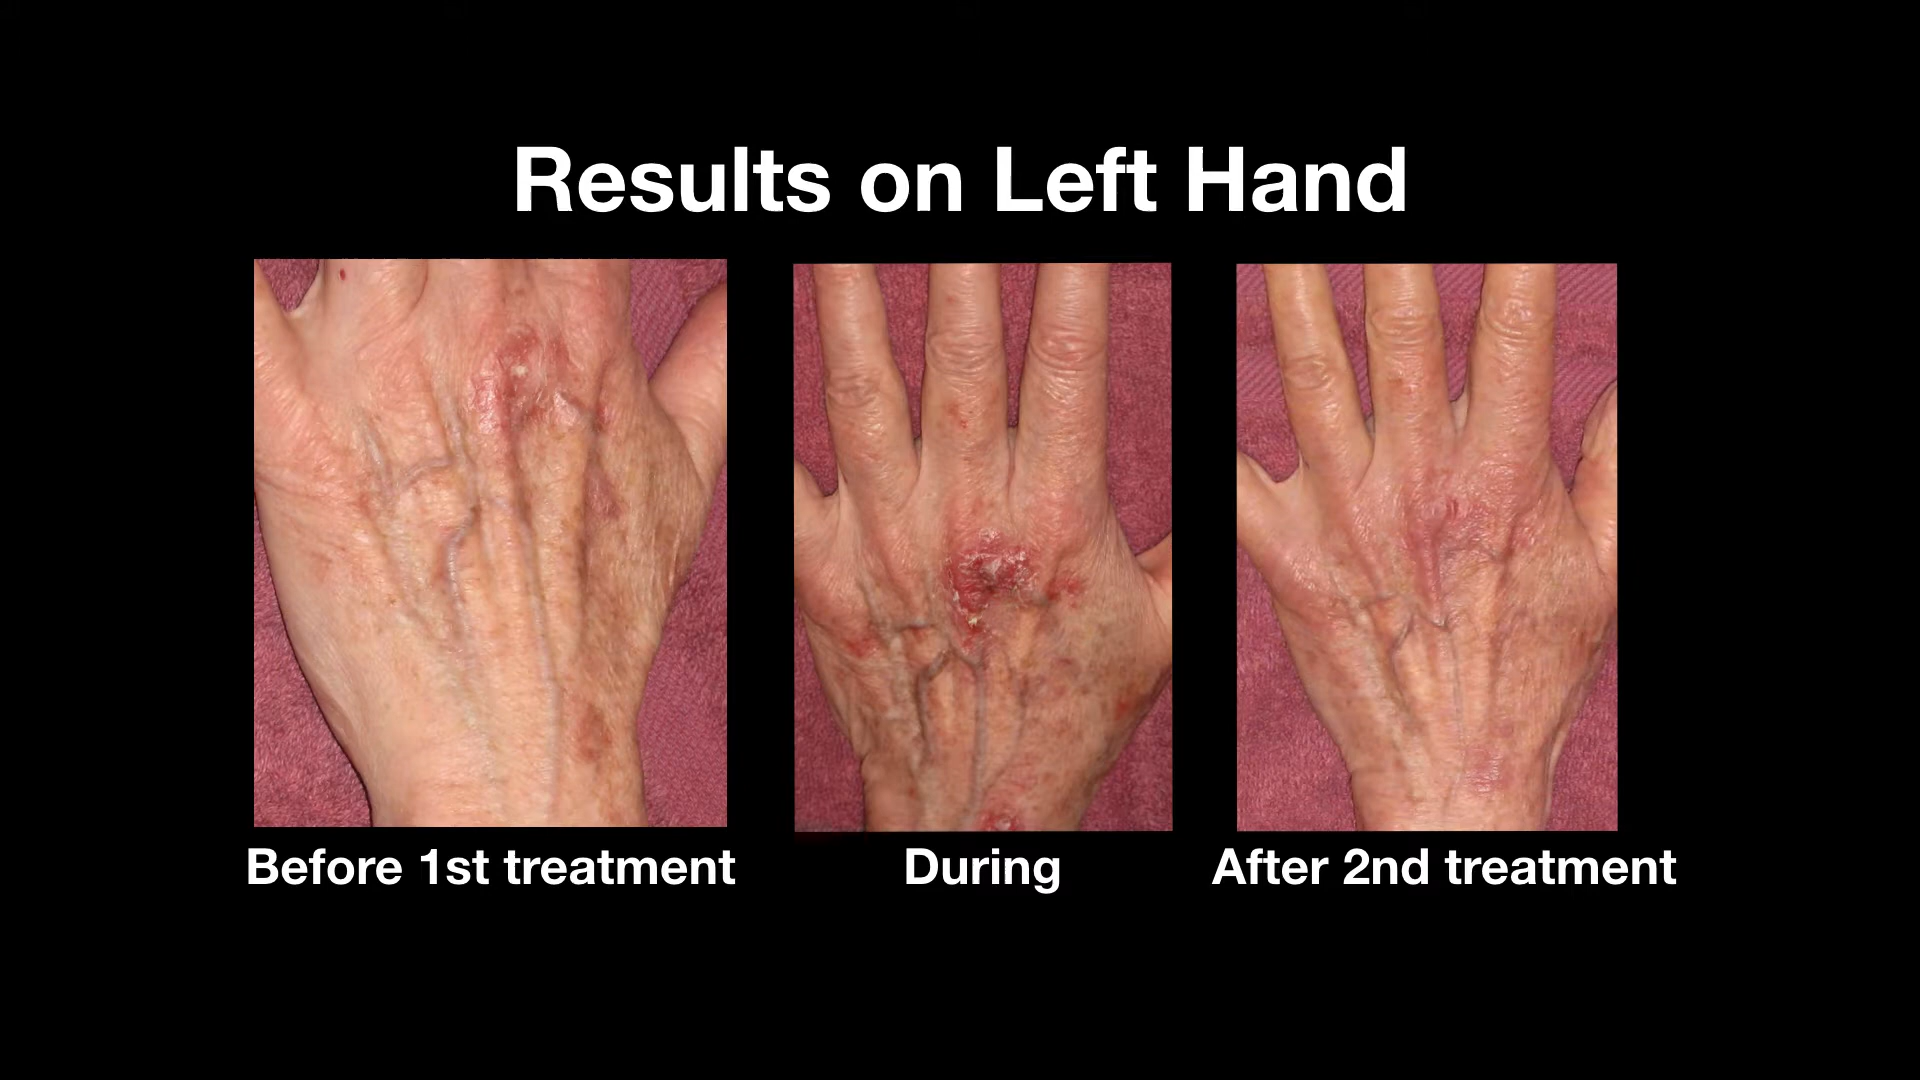 Results on Left Hand
Before 1st treatment
During
After 2nd treatment